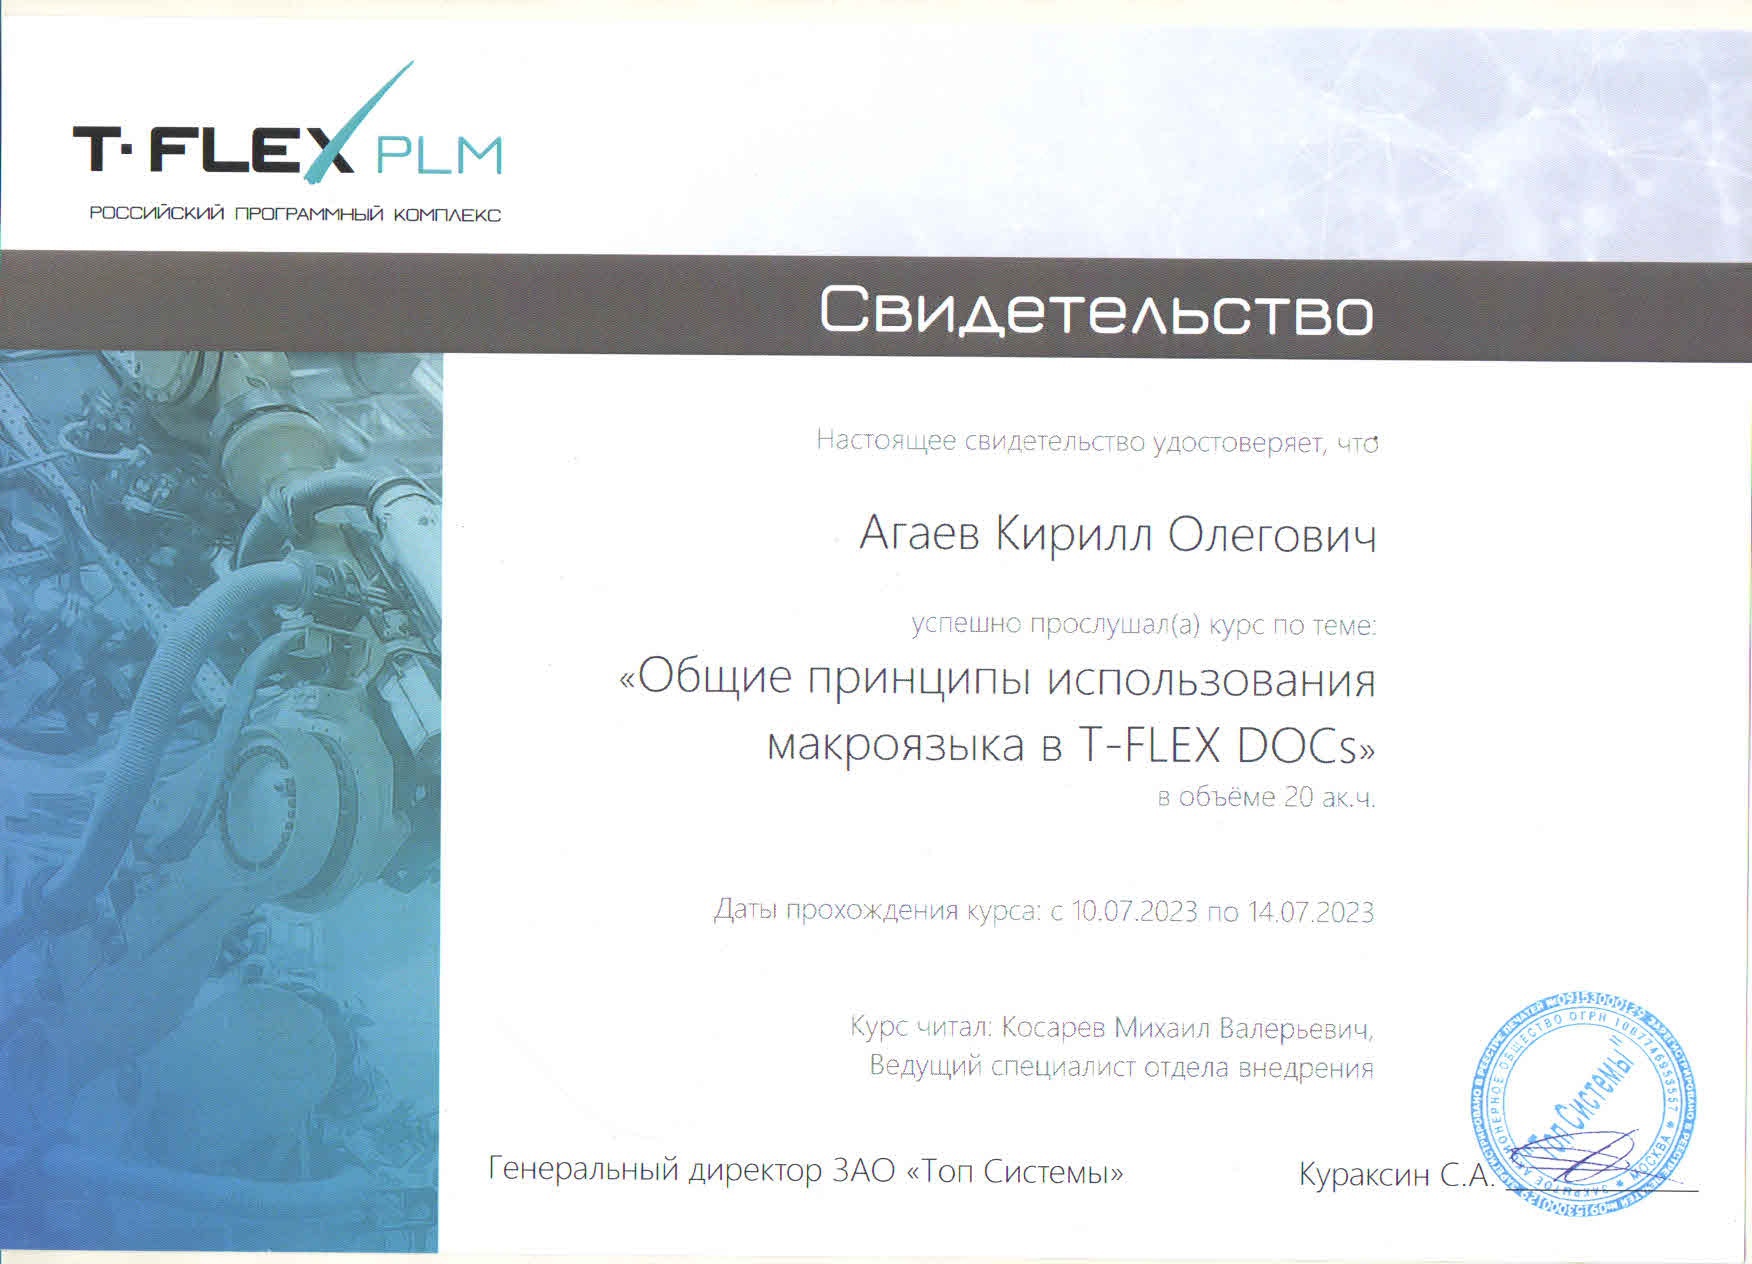 T-FLEX PLM
РОССИЙСКИЙ ПРОГРАММНЫЙ КОМПЛЕКС
Свидетельство
Настоящее свидетельство удостоверяет, что
Агаев Кирилл Олегович
успешно прослушал(а) курс по теме:
«Общие принципы использования
макроязыка в T-FLEX DOCs»
в объёме 20 ак.ч.
Даты прохождения курса: с 10.07.2023 по 14.07.2023
Курс читал: Косарев Михаил Валерьевич,
Ведущий специалист отдела внедрения
Генеральный директор ЗАО «Топ Системы»
Кураксин С.А.
ЗАКРЫТОЕ АКЦИОНЕРНОЕ ОБЩЕСТВО ОГРН 1087746953557 * МОСКВА *
"Топ Системы"